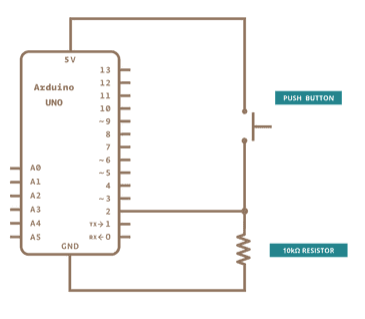 5V
Arduino
UNO
13
12
11
10
~9
8
7
~6
~5
4
~3
2
TX→1
RX←0
A0
A1
A2
A3
A4
A5
GND
PUSH BUTTON
10kΩ RESISTOR